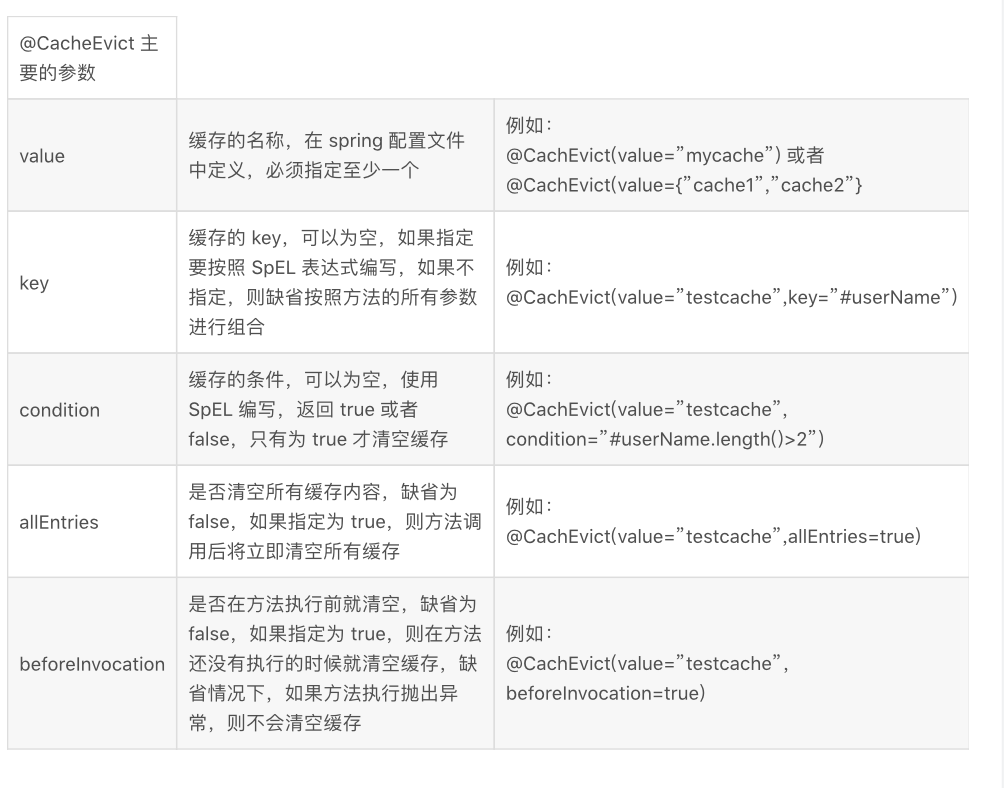 @CacheEvict 主
要的参数
value
缓存的名称，在 spring 配置文件
中定义，必须指定至少一个
例如：
@CachEvict(value=”mycache”) 或者
@CachEvict(value={”cache1”,”cache2”}
key
缓存的 key，可以为空，如果指定
要按照 SpEL 表达式编写，如果不
指定，则缺省按照方法的所有参数
进行组合
例如：
@CachEvict(value=”testcache”,key=”#userName”)
condition
缓存的条件，可以为空，使用
SpEL 编写，返回 true 或者
false，只有为 true 才清空缓存
例如：
@CachEvict(value=”testcache”,
condition=”#userName.length()>2”)
allEntries
是否清空所有缓存内容，缺省为
false，如果指定为 true，则方法调
用后将立即清空所有缓存
例如：
@CachEvict(value=”testcache”,allEntries=true)
beforeInvocation
是否在方法执行前就清空，缺省为
false，如果指定为 true，则在方法
还没有执行的时候就清空缓存，缺
省情况下，如果方法执行抛出异
常，则不会清空缓存
例如：
@CachEvict(value=”testcache”,
beforeInvocation=true)